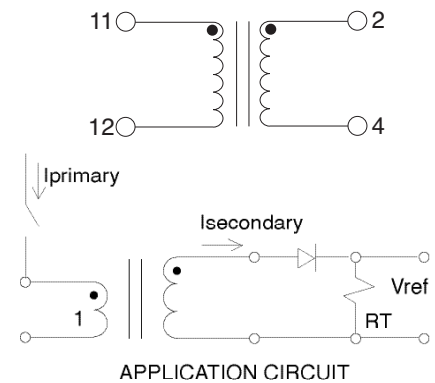 11 2
12 4
Iprimary
Isecondary
1
Vref
RT
APPLICATION CIRCUIT